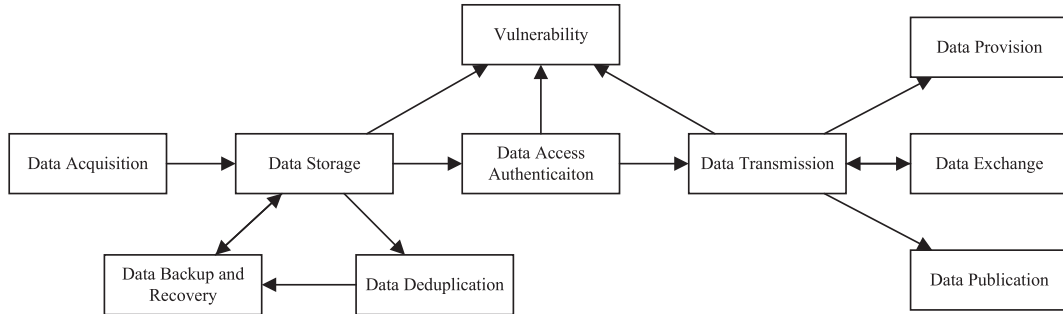 Vulnerability
Data Provision
Data Acquisition
Data Storage
Data Access
Authenticaiton
Data Transmission
Data Exchange
Data Backup and
Recovery
Data Deduplication
Data Publication